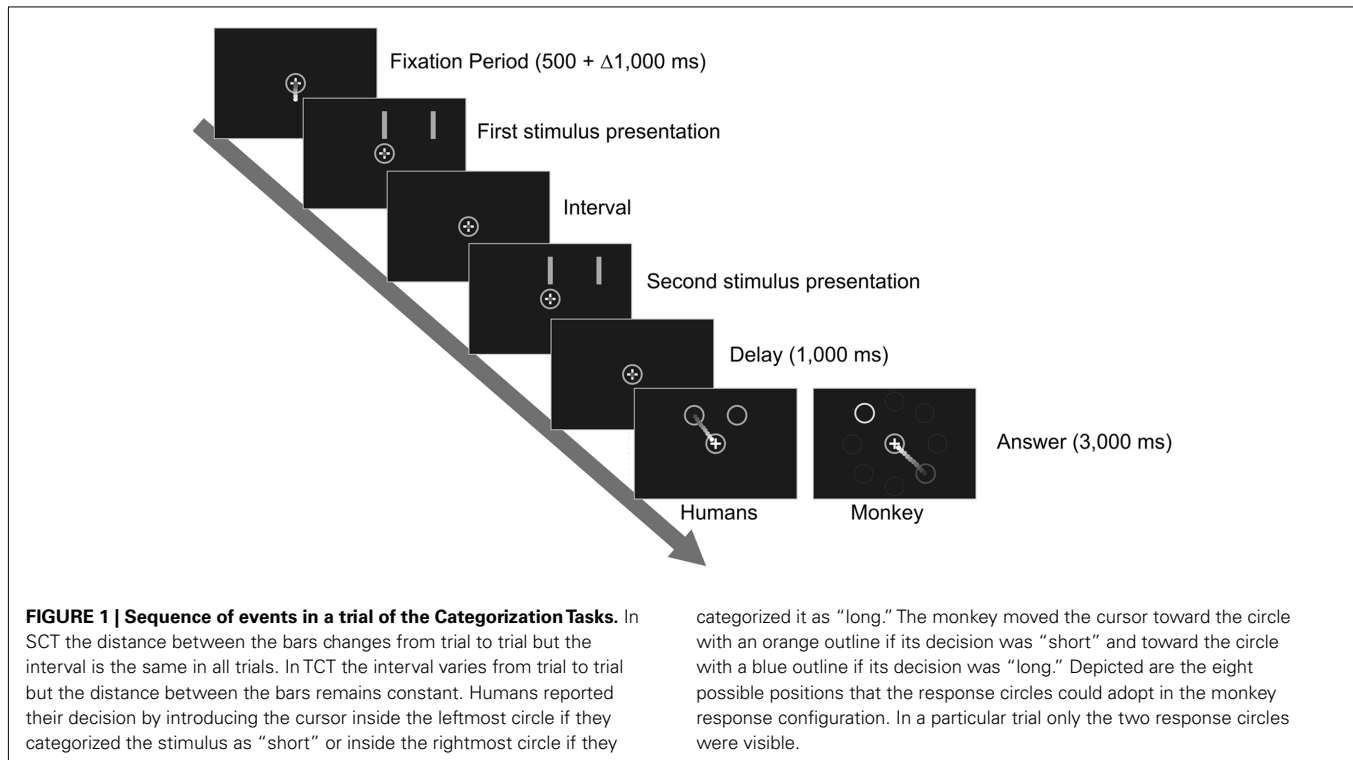 Fixation Period (500 + Δ1,000 ms)
First stimulus presentation
Interval
Second stimulus presentation
Delay (1,000 ms)
Answer (3,000 ms)
Humans
Monkey
FIGURE 1 | Sequence of events in a trial of the Categorization Tasks. In
SCT the distance between the bars changes from trial to trial but the
interval is the same in all trials. In TCT the interval varies from trial to trial
but the distance between the bars remains constant. Humans reported
their decision by introducing the cursor inside the leftmost circle if they
categorized the stimulus as “short” or inside the rightmost circle if they
categorized it as “long.” The monkey moved the cursor toward the circle
with an orange outline if its decision was “short” and toward the circle
with a blue outline if its decision was “long.” Depicted are the eight
possible positions that the response circles could adopt in the monkey
response configuration. In a particular trial only the two response circles
were visible.